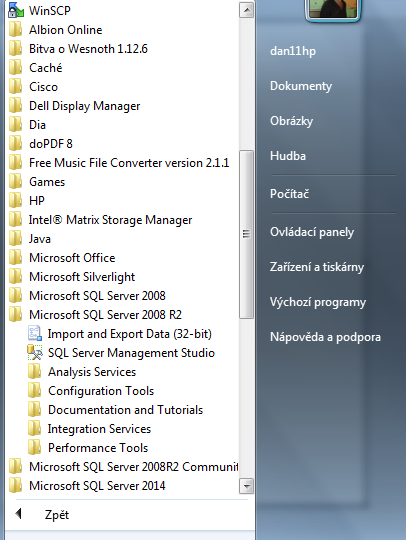 WinSCP
Albion Online
Bitva o Wesnoth 1.12.6
Caché
Cisco
Dell Display Manager
Dia
doPDF 8
Free Music File Converter version 2.1.1
Games
HP
Intel® Matrix Storage Manager
Java
Microsoft Office
Microsoft Silverlight
Microsoft SQL Server 2008
Microsoft SQL Server 2008 R2
Import and Export Data (32-bit)
SQL Server Management Studio
Analysis Services
Configuration Tools
Documentation and Tutorials
Integration Services
Performance Tools
Microsoft SQL Server 2008R2 Communit
Microsoft SQL Server 2014
Zpět
dan11hp
Dokumenty
Obrázky
Hudba
Počítač
Ovládací panely
Zařízení a tiskárny
Výchozí programy
Nápověda a podpora